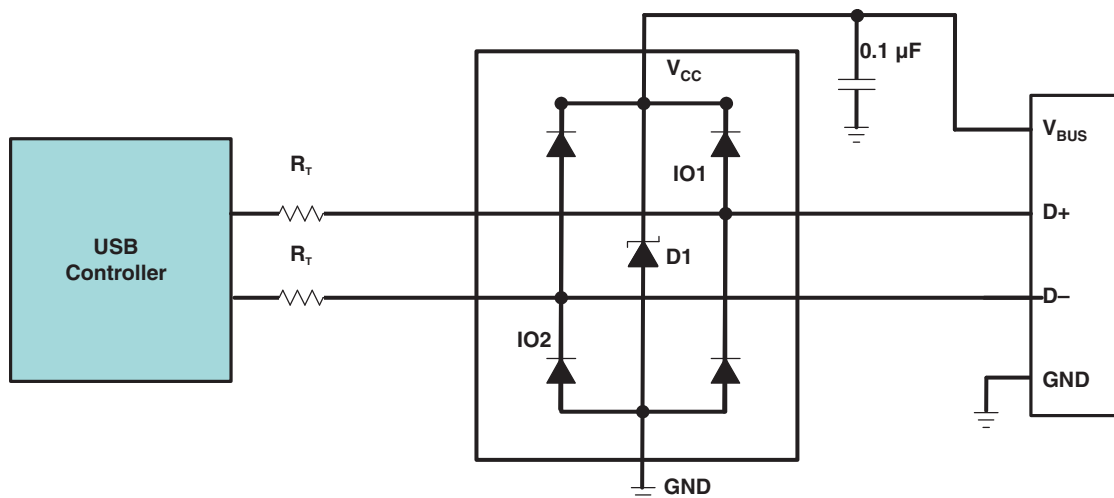 0.1 µF
VCC
VBUS
RT
IO1
D+
USB
Controller
RT
D1
D–
IO2
GND
GND